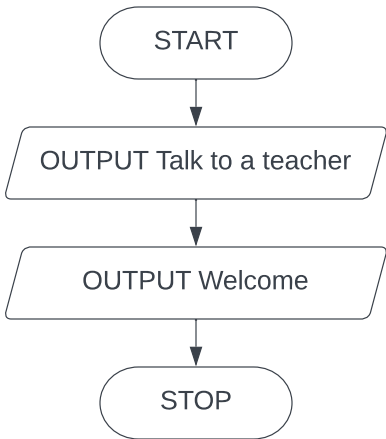 START
OUTPUT Talk to a teacher
OUTPUT Welcome
STOP